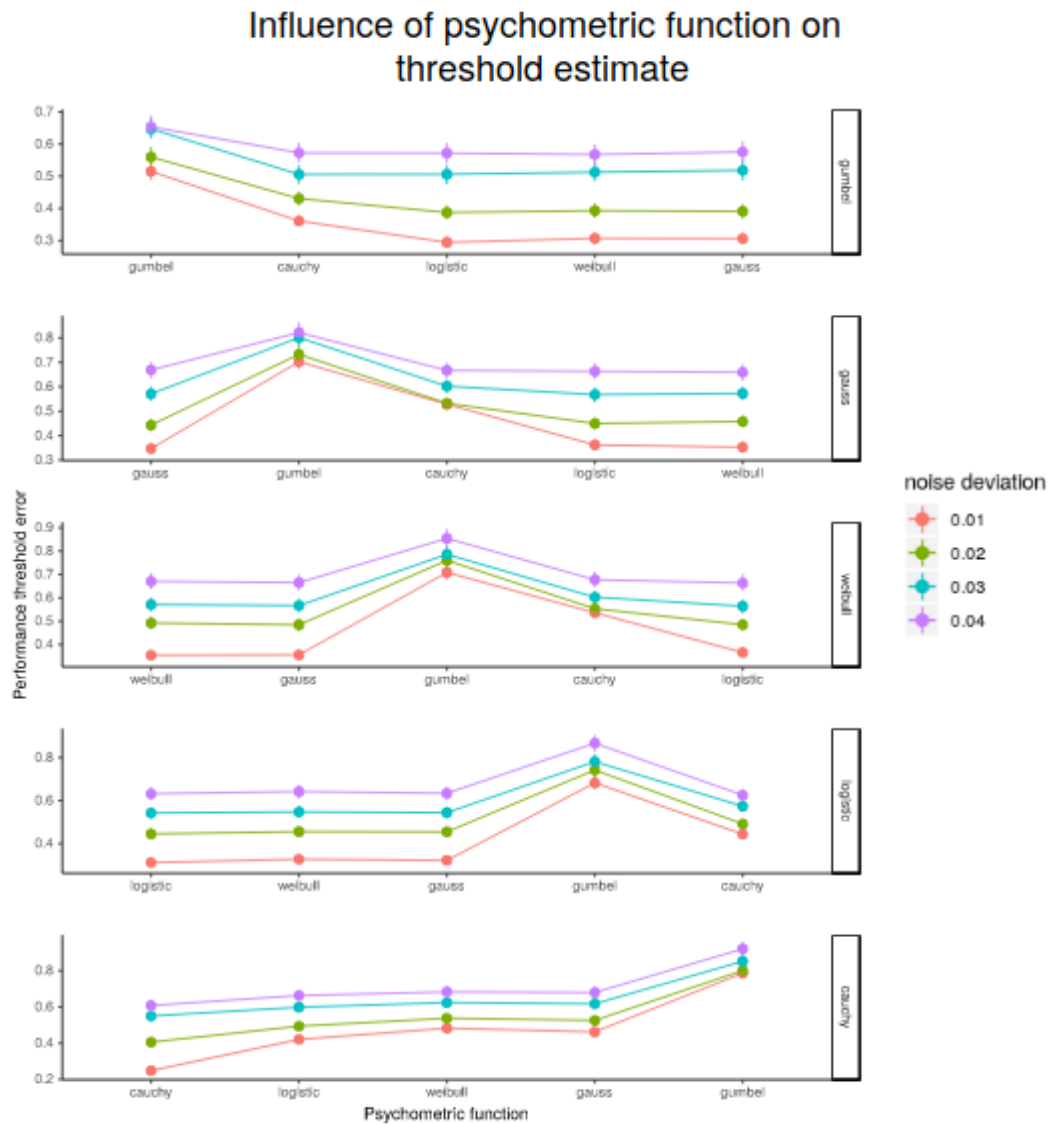 Influence of psychometric function on
threshold estimate
0.7
0.6
0.5
0.4
0.3
gumbel
cauchy
logistic
weibull
gauss
gumbel
0.8
0.7
0.6
0.5
0.4
0.3
gauss
gumbel
cauchy
logistic
weibull
gauss
Performance threshold error
0.9
0.8
0.7
0.6
0.5
0.4
weibull
gauss
gumbel
cauchy
logistic
weibull
noise deviation
0.01
0.02
0.03
0.04
0.8
0.6
0.4
logistic
weibull
gauss
gumbel
cauchy
logistic
0.8
0.6
0.4
0.2
cauchy
logistic
weibull
gauss
gumbel
cauchy
Psychometric function